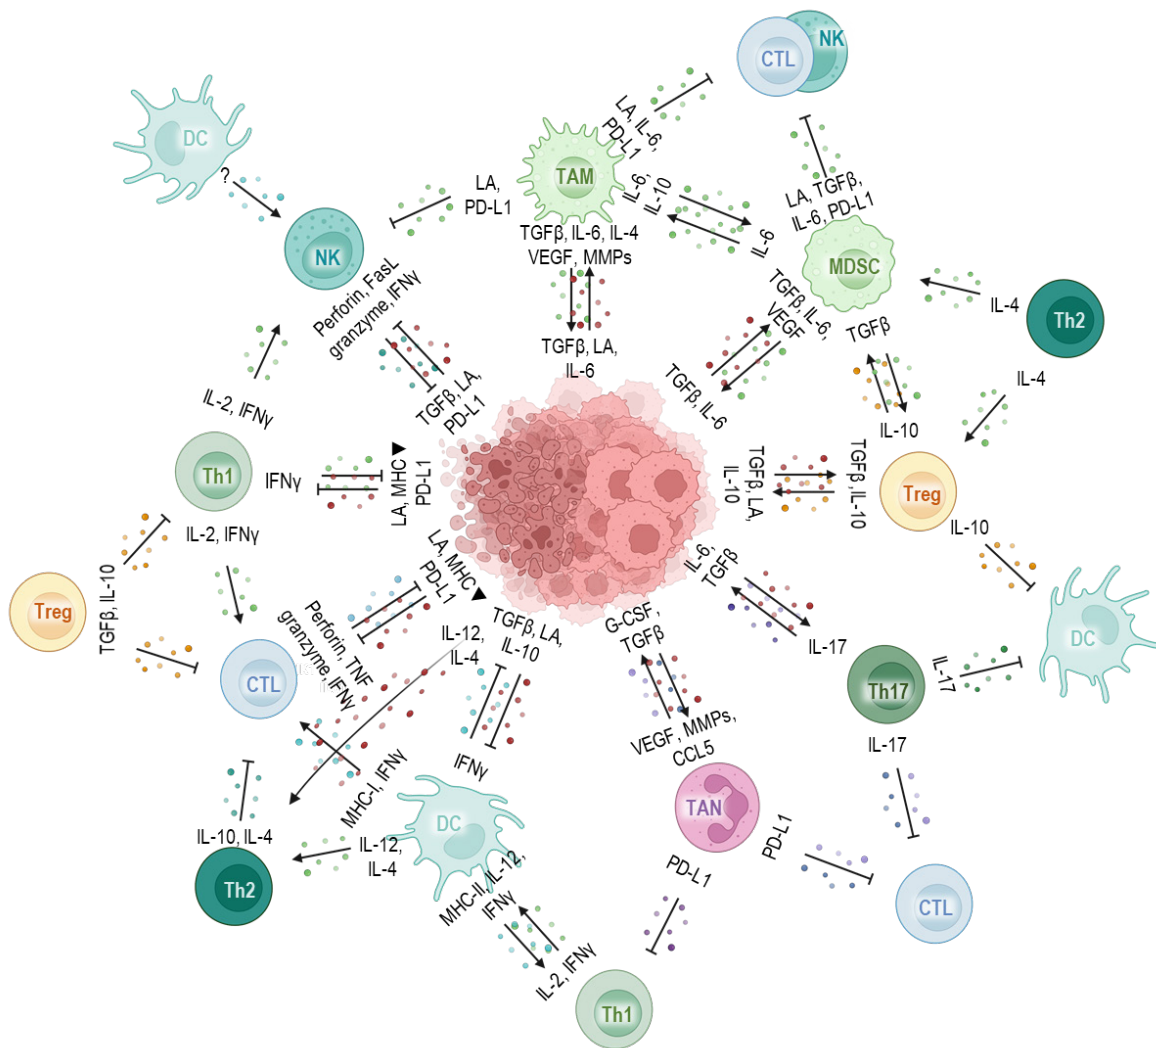 CTL
NK
DC
?
NK
LA, IL-6,
PD-L1
TAM
LA,
PD-L1
IL-6,
IL-10
IL-6
LA, TGFβ,
IL-6, PD-L1
MDSC
TGFβ, IL-6, IL-4
VEGF, MMPs
TGFβ, LA,
IL-6
TGFβ, IL-6,
VEGF
TGFβ, IL-6
TGFβ
IL-10
IL-4
Th2
IL-4
Perforin, FasL
granzyme, IFNγ
TGFβ, LA,
PD-L1
IL-2, IFNγ
Th1
IFNγ
LA, MHC ▼
PD-L1
IL-2, IFNγ
TGFβ, LA,
IL-10
TGFβ, IL-10
Treg
IL-10
DC
Treg
TGFβ, IL-10
CTL
Perforin, TNF
granzyme, IFNγ
LA, MHC ▼
PD-L1
IL-12,
IL-4
TGFβ, LA,
IL-10
G-CSF,
TGFβ
IL-6,
TGFβ
IL-17
Th17
IL-17
IL-17
CTL
VEGF, MMPs,
CCL5
TAN
PD-L1
PD-L1
IFNγ
DC
MHC-I, IFNγ
IL-12,
IL-4
IL-10, IL-4
Th2
MHC-II, IL-12,
IFNγ
IL-2, IFNγ
Th1